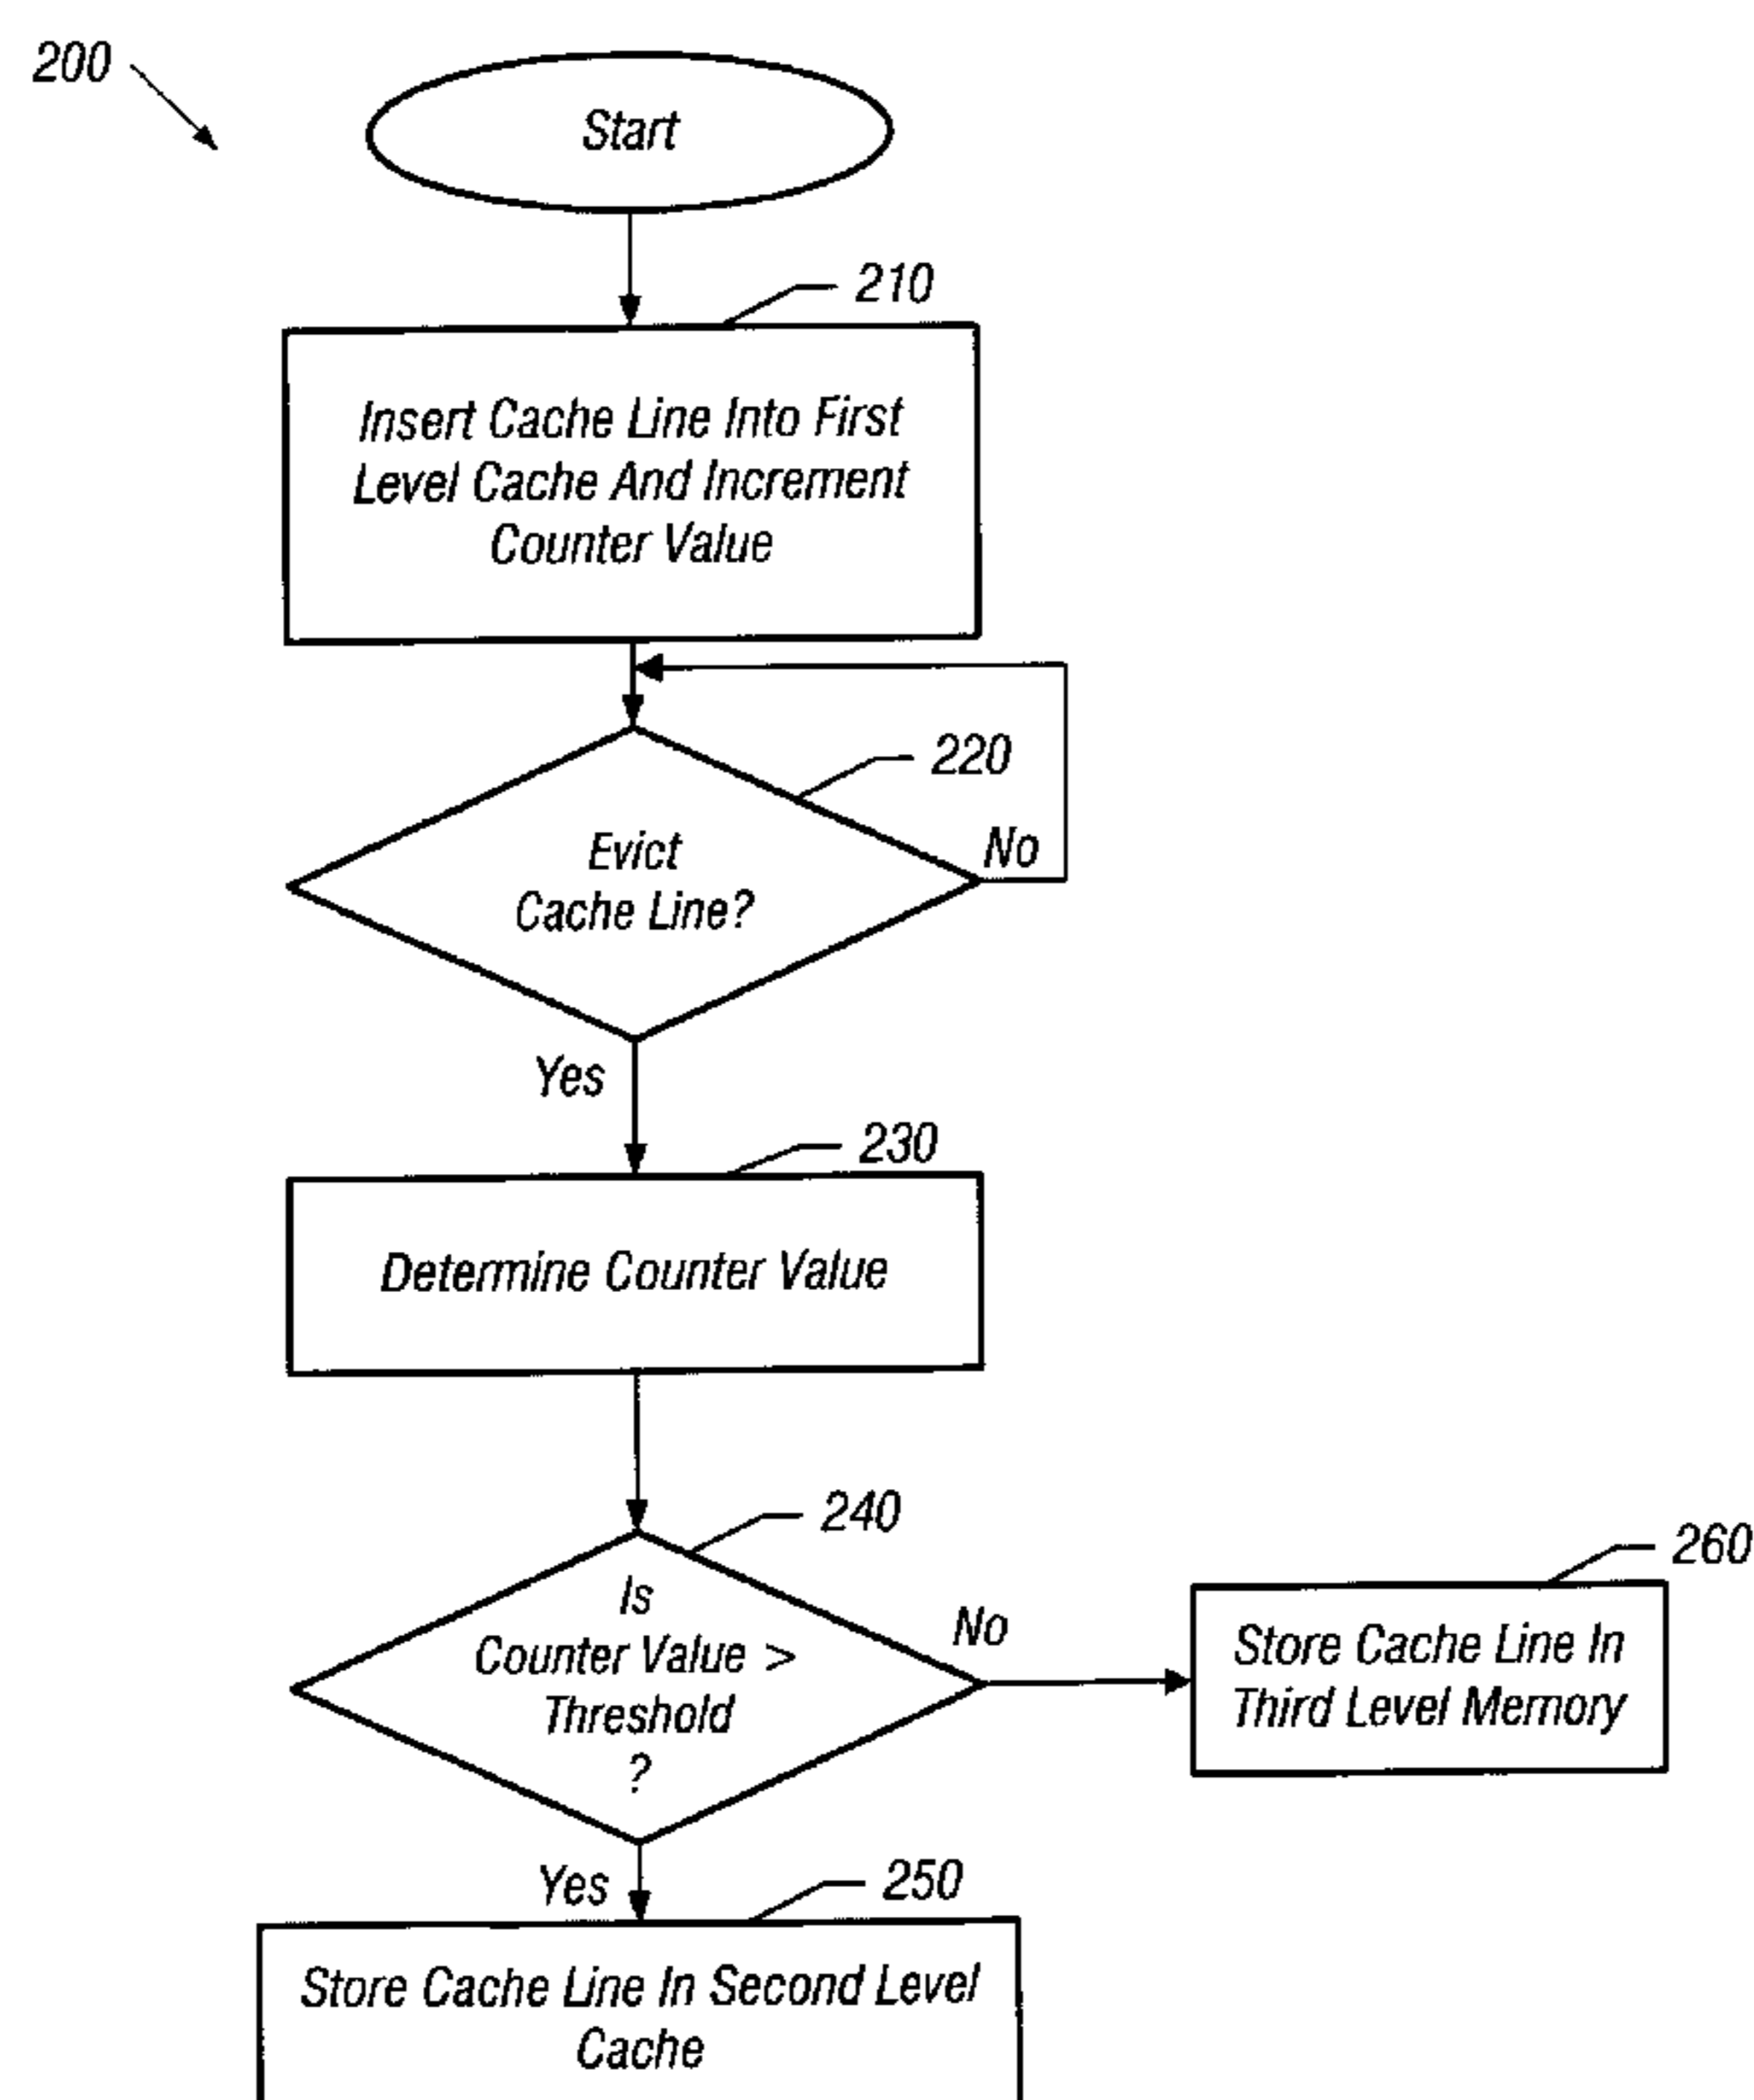 200
Start
210
Insert Cache Line Into First
Level Cache And Increment
Counter Value
220
Evict
Cache Line?
No
Yes
230
Determine Counter Value
240
Is
Counter Value >
Threshold
?
No
260
Store Cache Line In
Third Level Memory
Yes
250
Store Cache Line In Second Level
Cache